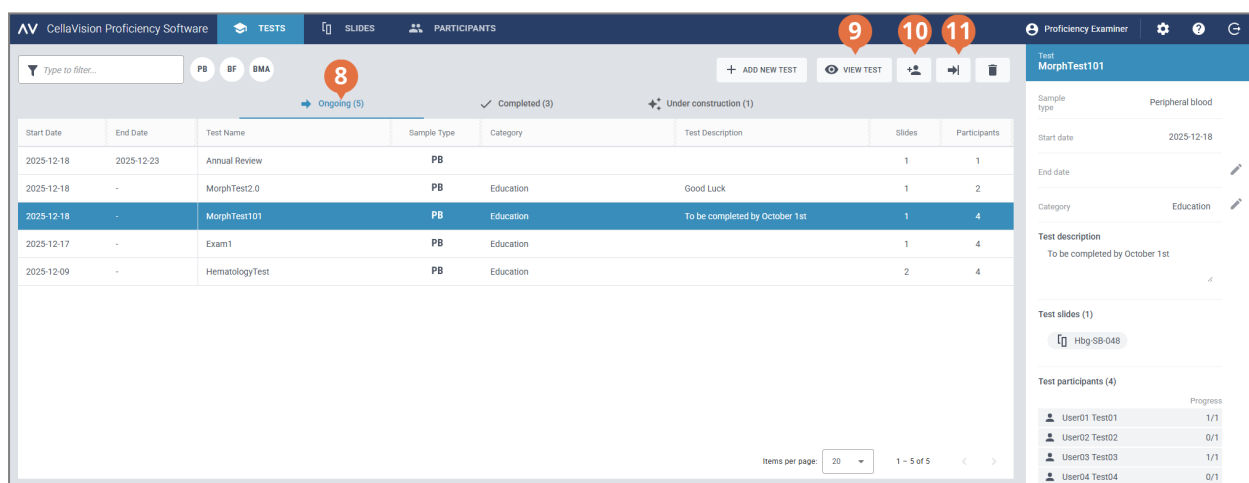 CellaVision Proficiency Software TESTS SLIDES PARTICIPANTS 9 10 11 Proficiency Examiner
Type to filter... PB BF BMA 8 + ADD NEW TEST VIEW TEST
Ongoing (5) Completed (3) Under construction (1)
Start Date End Date Test Name Sample Type Category Test Description Slides Participants
2025-12-18 2025-12-23 Annual Review PB 1 1
2025-12-18 - MorphTest2.0 PB Education Good Luck 1 2
2025-12-18 - MorphTest101 PB Education To be completed by October 1st 1 4
2025-12-17 - Exam1 PB Education 1 4
2025-12-09 - HematologyTest PB Education 2 4
Items per page: 20 1 – 5 of 5
Test
MorphTest101
Sample type Peripheral blood
Start date 2025-12-18
End date
Category Education
Test description
To be completed by October 1st
Test slides (1)
Hbg-SB-048
Test participants (4)
Progress
User01 Test01 1/1
User02 Test02 0/1
User03 Test03 1/1
User04 Test04 0/1